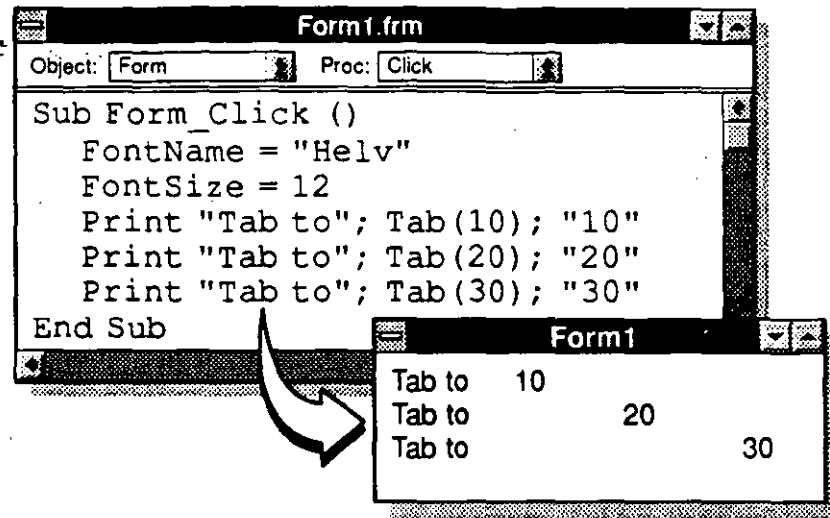 Form1.frm
Object: Form Proc: Click
Sub Form_Click ()
FontName = "Helv"
FontSize = 12
Print "Tab to"; Tab(10); "10"
Print "Tab to"; Tab(20); "20"
Print "Tab to"; Tab(30); "30"
End Sub
Form1
Tab to 10
Tab to 20
Tab to 30